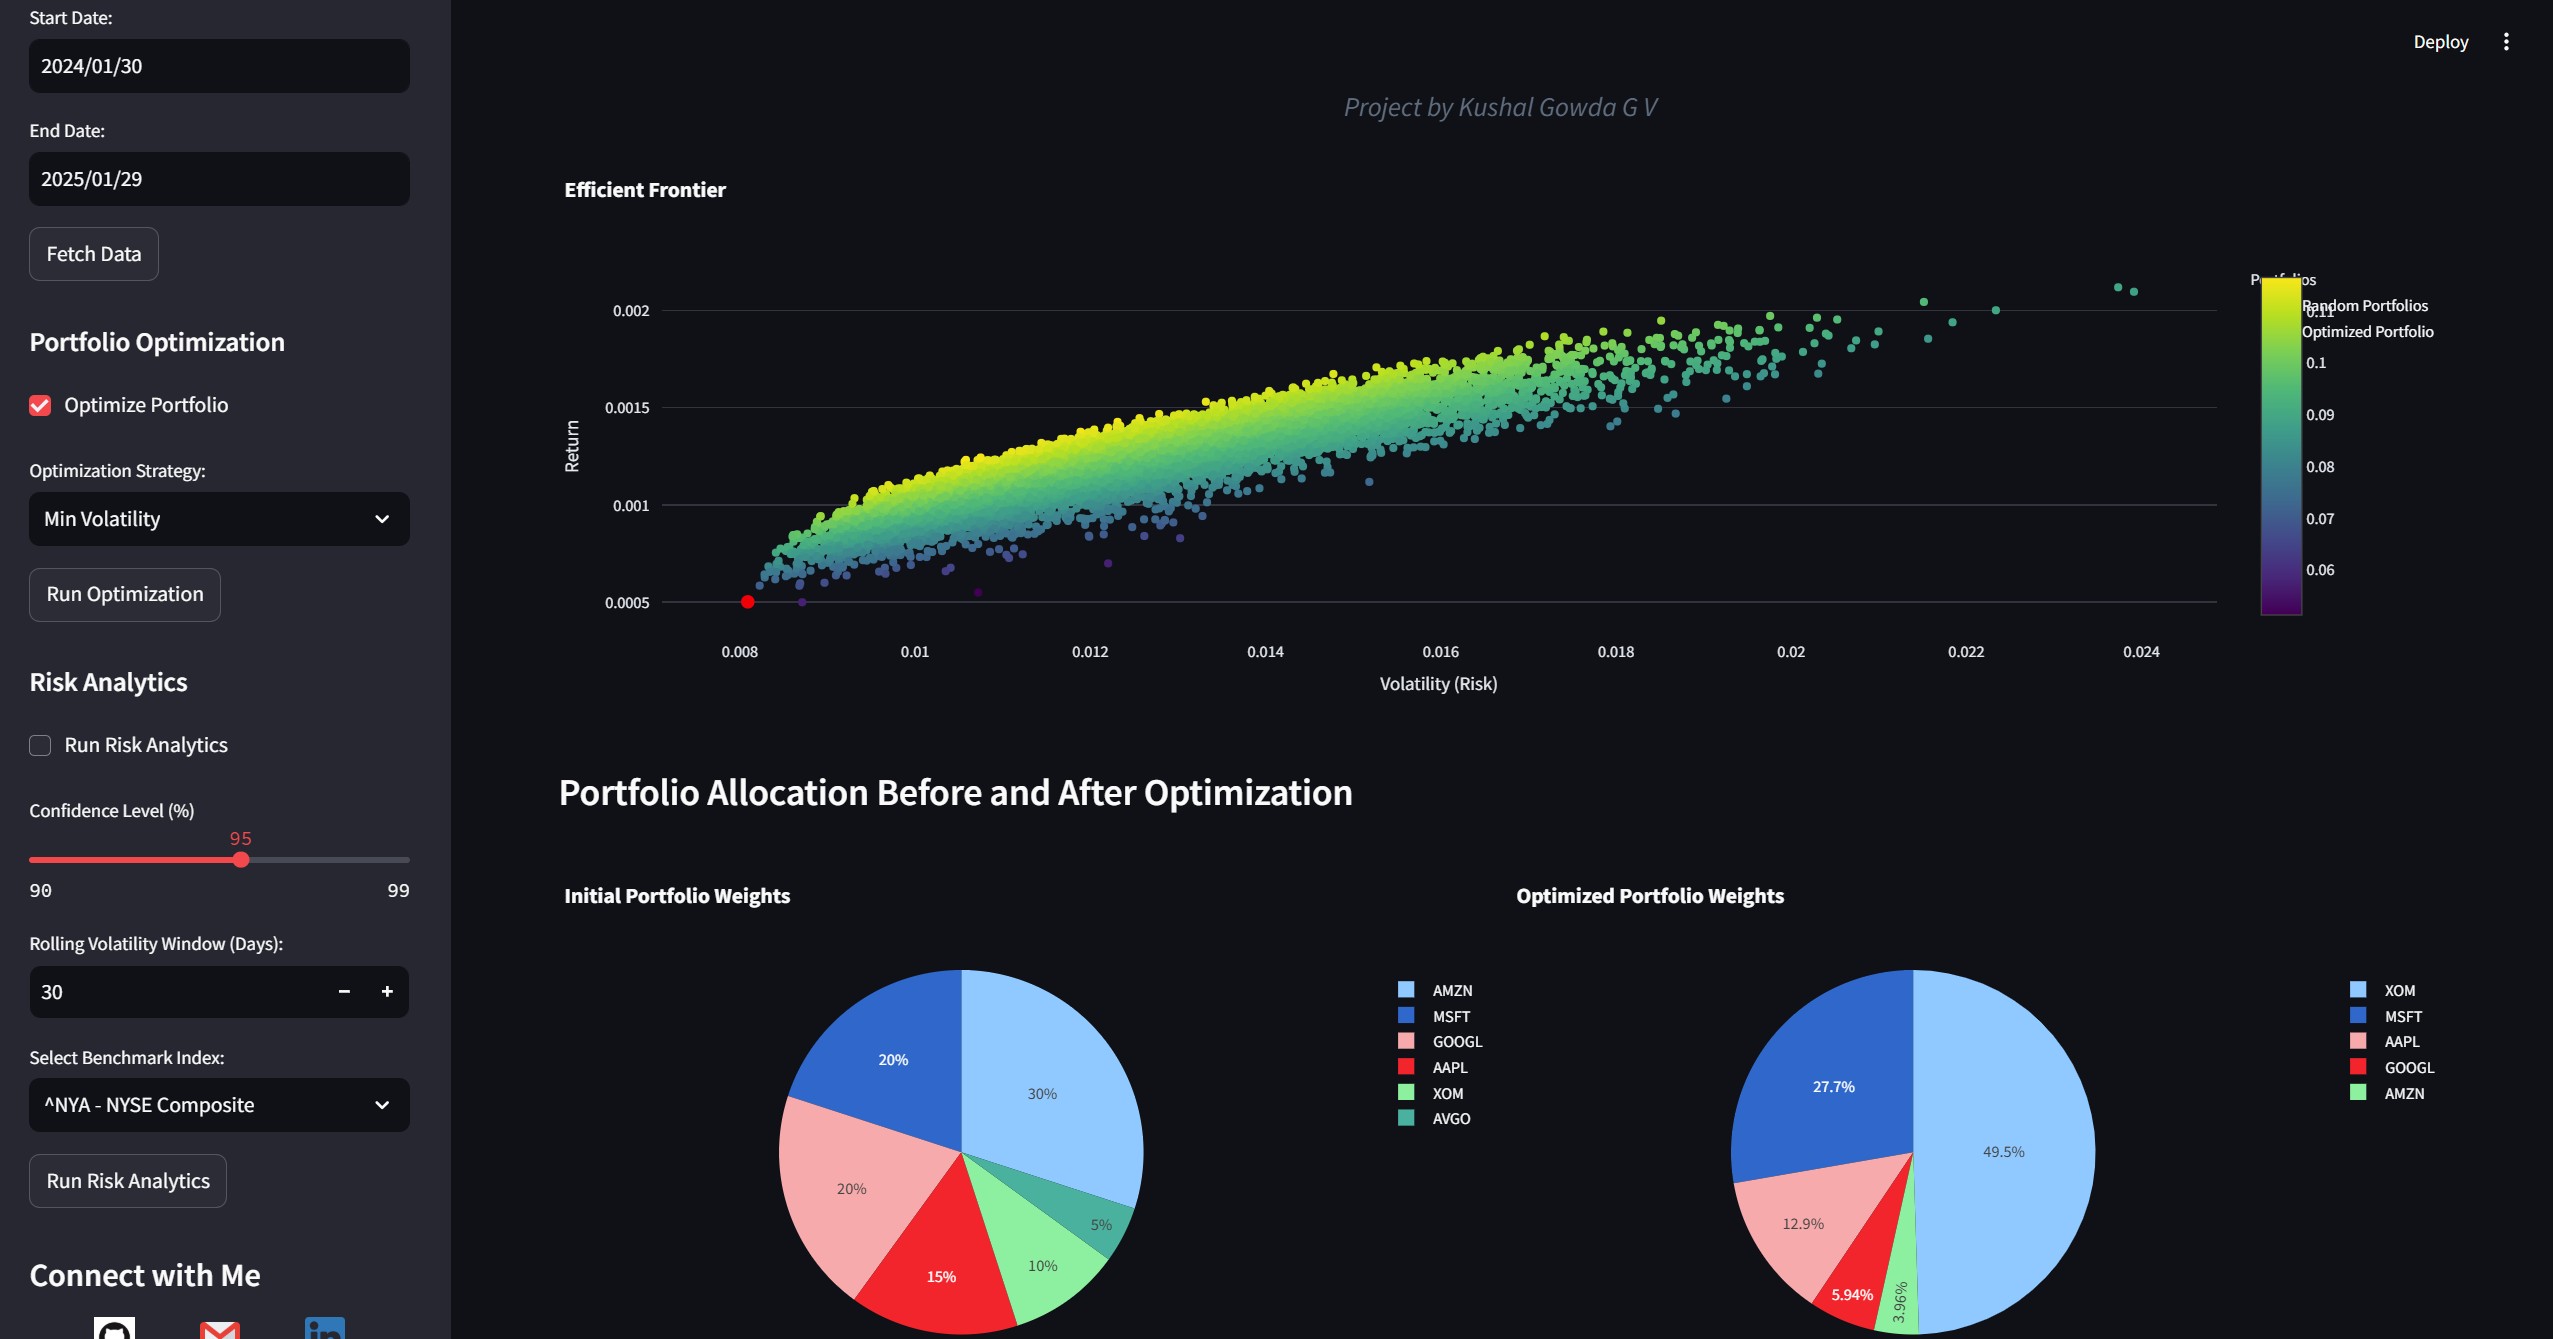 Start Date:
2024/01/30
End Date:
2025/01/29
Fetch Data
Portfolio Optimization
Optimize Portfolio
Optimization Strategy:
Min Volatility
Run Optimization
Risk Analytics
Run Risk Analytics
Confidence Level (%)
95
90 99
Rolling Volatility Window (Days):
30 − +
Select Benchmark Index:
^NYA - NYSE Composite
Run Risk Analytics
Connect with Me
in
Deploy
Project by Kushal Gowda G V
Efficient Frontier
Return
0.002
0.0015
0.001
0.0005
0.008 0.01 0.012 0.014 0.016 0.018 0.02 0.022 0.024
Volatility (Risk)
Random Portfolios
0.11
Optimized Portfolio
0.1
0.09
0.08
0.07
0.06
Portfolio Allocation Before and After Optimization
Initial Portfolio Weights
20%
30%
20%
5%
10%
15%
AMZN
MSFT
GOOGL
AAPL
XOM
AVGO
Optimized Portfolio Weights
27.7%
49.5%
12.9%
5.94%
3.96%
XOM
MSFT
AAPL
GOOGL
AMZN